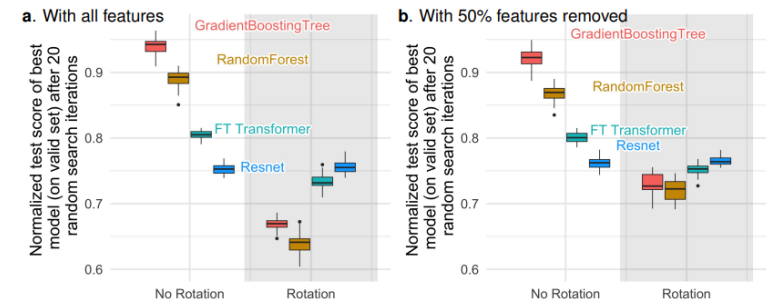 a. With all features
Normalized test score of best
model (on valid set) after 20
random search iterations
0.9
0.8
0.7
0.6
GradientBoostingTree
RandomForest
FT Transformer
Resnet
No Rotation
Rotation
b. With 50% features removed
Normalized test score of best
model (on valid set) after 20
random search iterations
0.9
0.8
0.7
0.6
GradientBoostingTree
RandomForest
FT Transformer
Resnet
No Rotation
Rotation